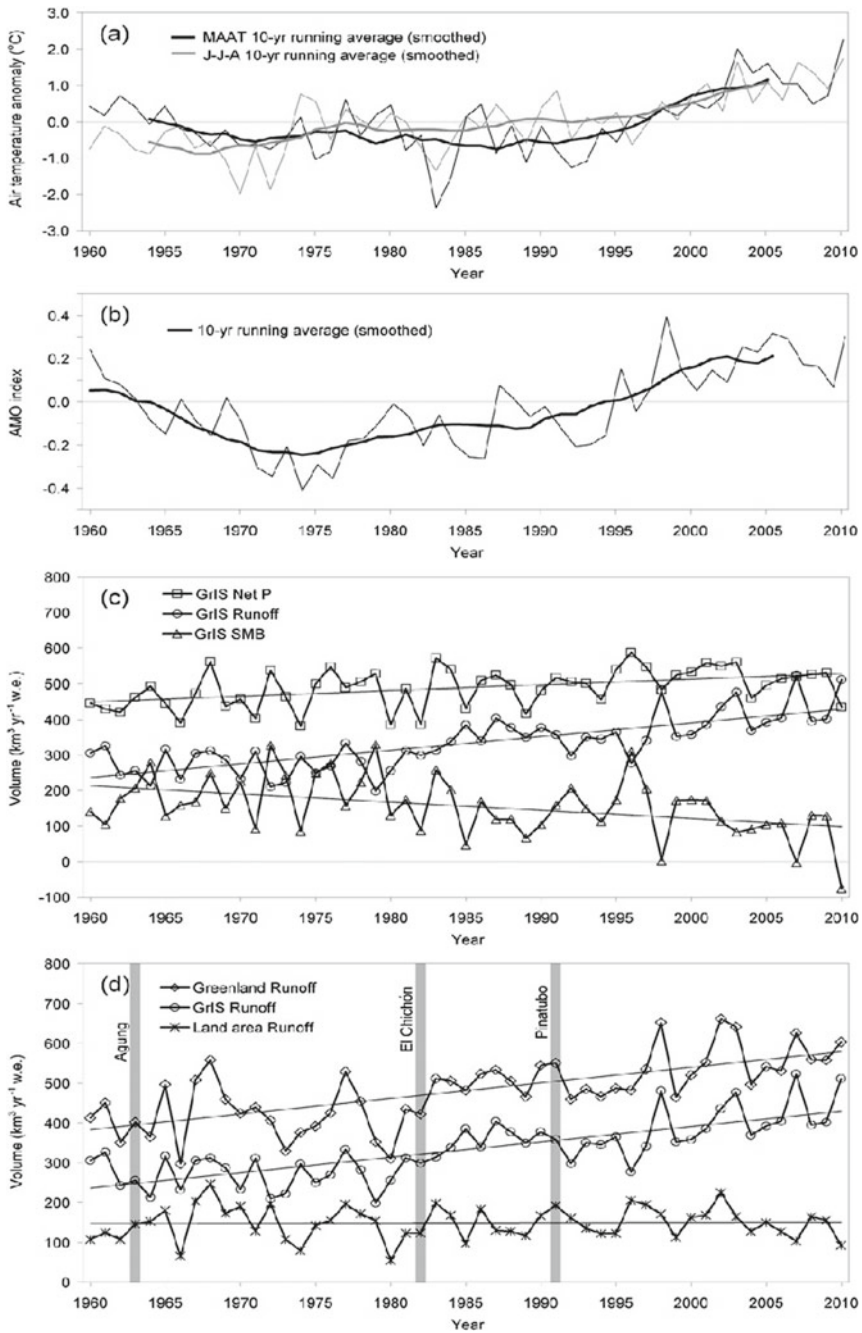 (a)
MAAT 10-yr running average (smoothed)
J-J-A 10-yr running average (smoothed)
Air temperature anomaly (°C)
3.0
2.0
1.0
0.0
-1.0
-2.0
-3.0
1960 1965 1970 1975 1980 1985 1990 1995 2000 2005 2010
Year
(b)
10-yr running average (smoothed)
AMO index
0.4
0.2
0.0
-0.2
-0.4
1960 1965 1970 1975 1980 1985 1990 1995 2000 2005 2010
Year
(c)
GrIS Net P
GrIS Runoff
GrIS SMB
Volume (km³ yr⁻¹ w.e.)
800
700
600
500
400
300
200
100
0
-100
1960 1965 1970 1975 1980 1985 1990 1995 2000 2005 2010
Year
(d)
Greenland Runoff
GrIS Runoff
Land area Runoff
Agung
El Chichón
Pinatubo
Volume (km³ yr⁻¹ w.e.)
800
700
600
500
400
300
200
100
0
1960 1965 1970 1975 1980 1985 1990 1995 2000 2005 2010
Year